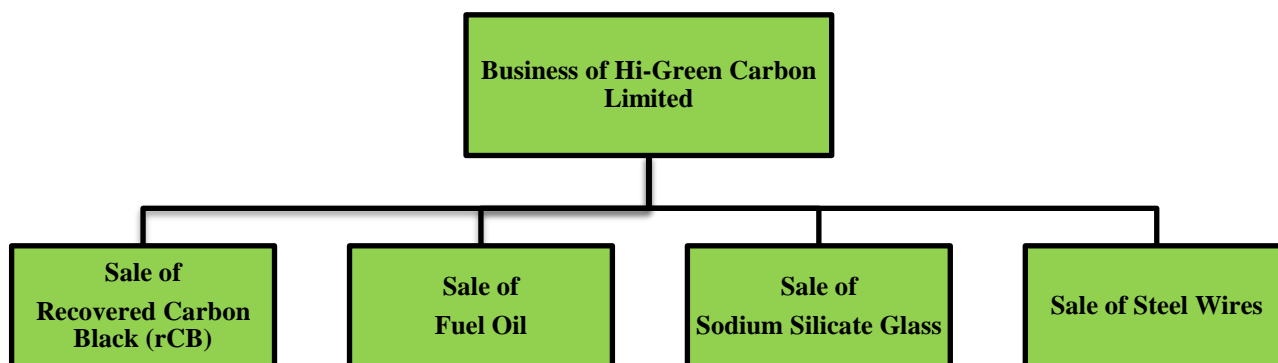 Business of Hi-Green Carbon
Limited
Sale of
Recovered Carbon
Black (rCB)
Sale of
Fuel Oil
Sale of
Sodium Silicate Glass
Sale of Steel Wires